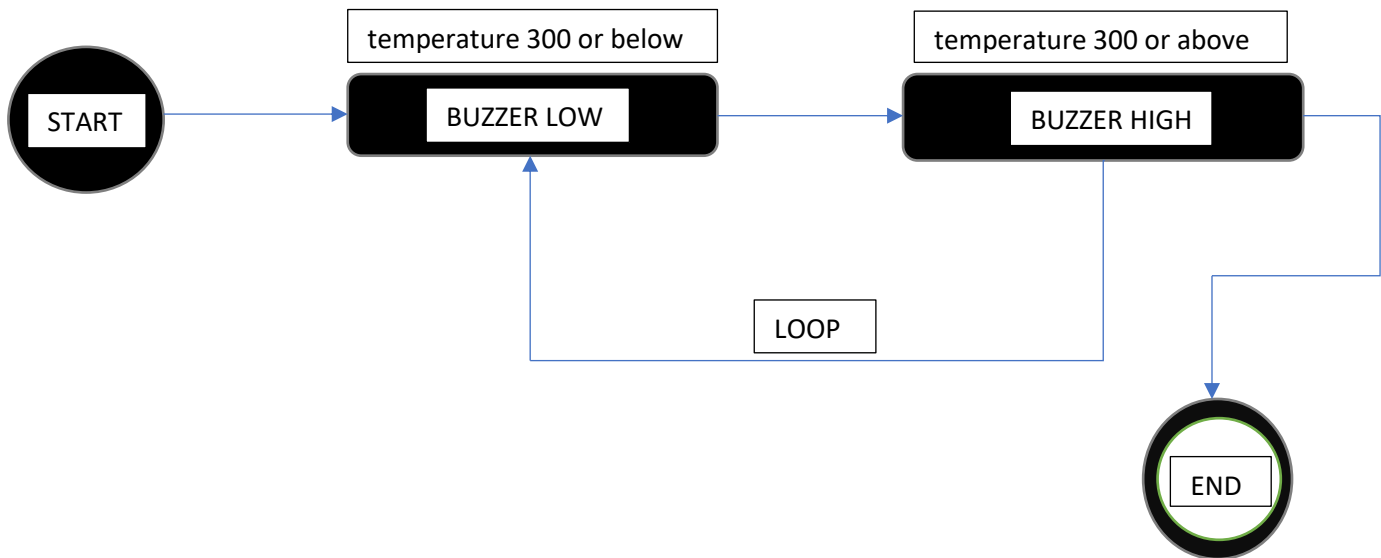 temperature 300 or below
temperature 300 or above
START
BUZZER LOW
BUZZER HIGH
LOOP
END